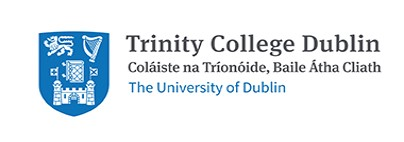 Trinity College Dublin
Coláiste na Tríonóide, Baile Átha Cliath
The University of Dublin